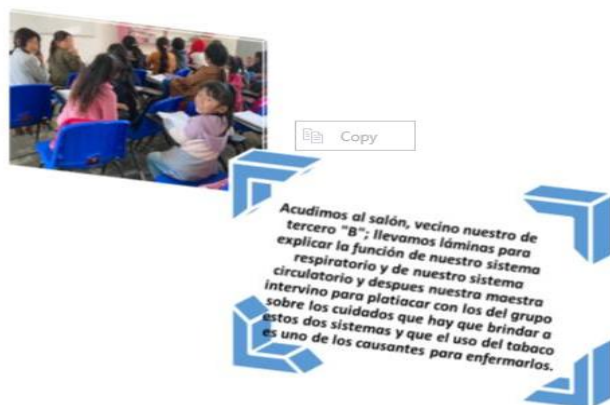 Copy
Acudimos al salón, vecino nuestro de
tercero "B"; llevamos láminas para
explicar la función de nuestro sistema
respiratorio y de nuestro sistema
circulatorio y despues nuestra maestra
intervino para platiacar con los del grupo
sobre los cuidados que hay que brindar a
estos dos sistemas y que el uso del tabaco
es uno de los causantes para enfermarlos.